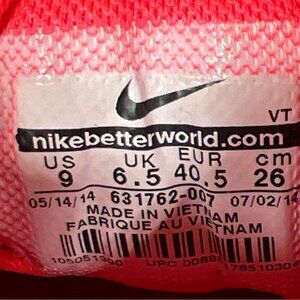 VT
nikebetterworld.com
US UK EUR cm
9 6.5 40.5 26
05/14/14 631762-007 07/02/14
MADE IN VIETNAM
FABRIQUE AU VIETNAM
UPC